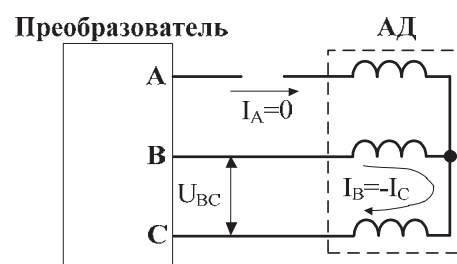 Преобразователь
АД
A
I_A=0
B
U_BC
I_B=-I_C
C